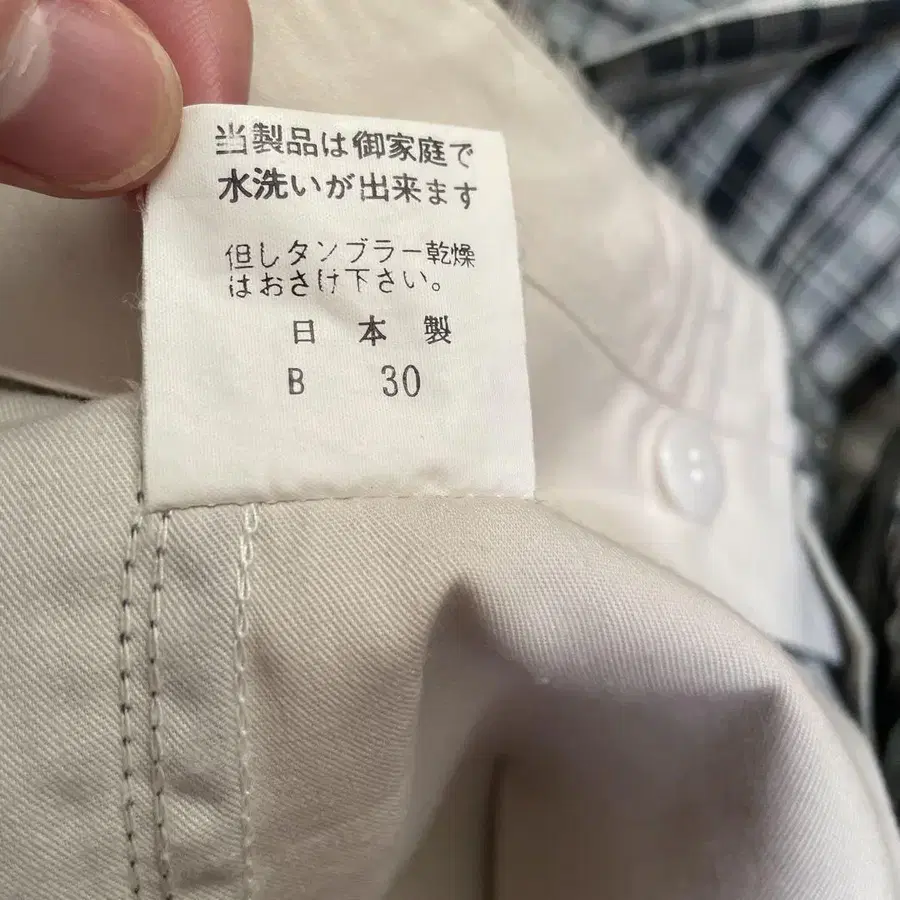 当製品は御家庭で
水洗いが出来ます
但しタンブラー乾燥
はおさけ下さい。
日本製
B 30